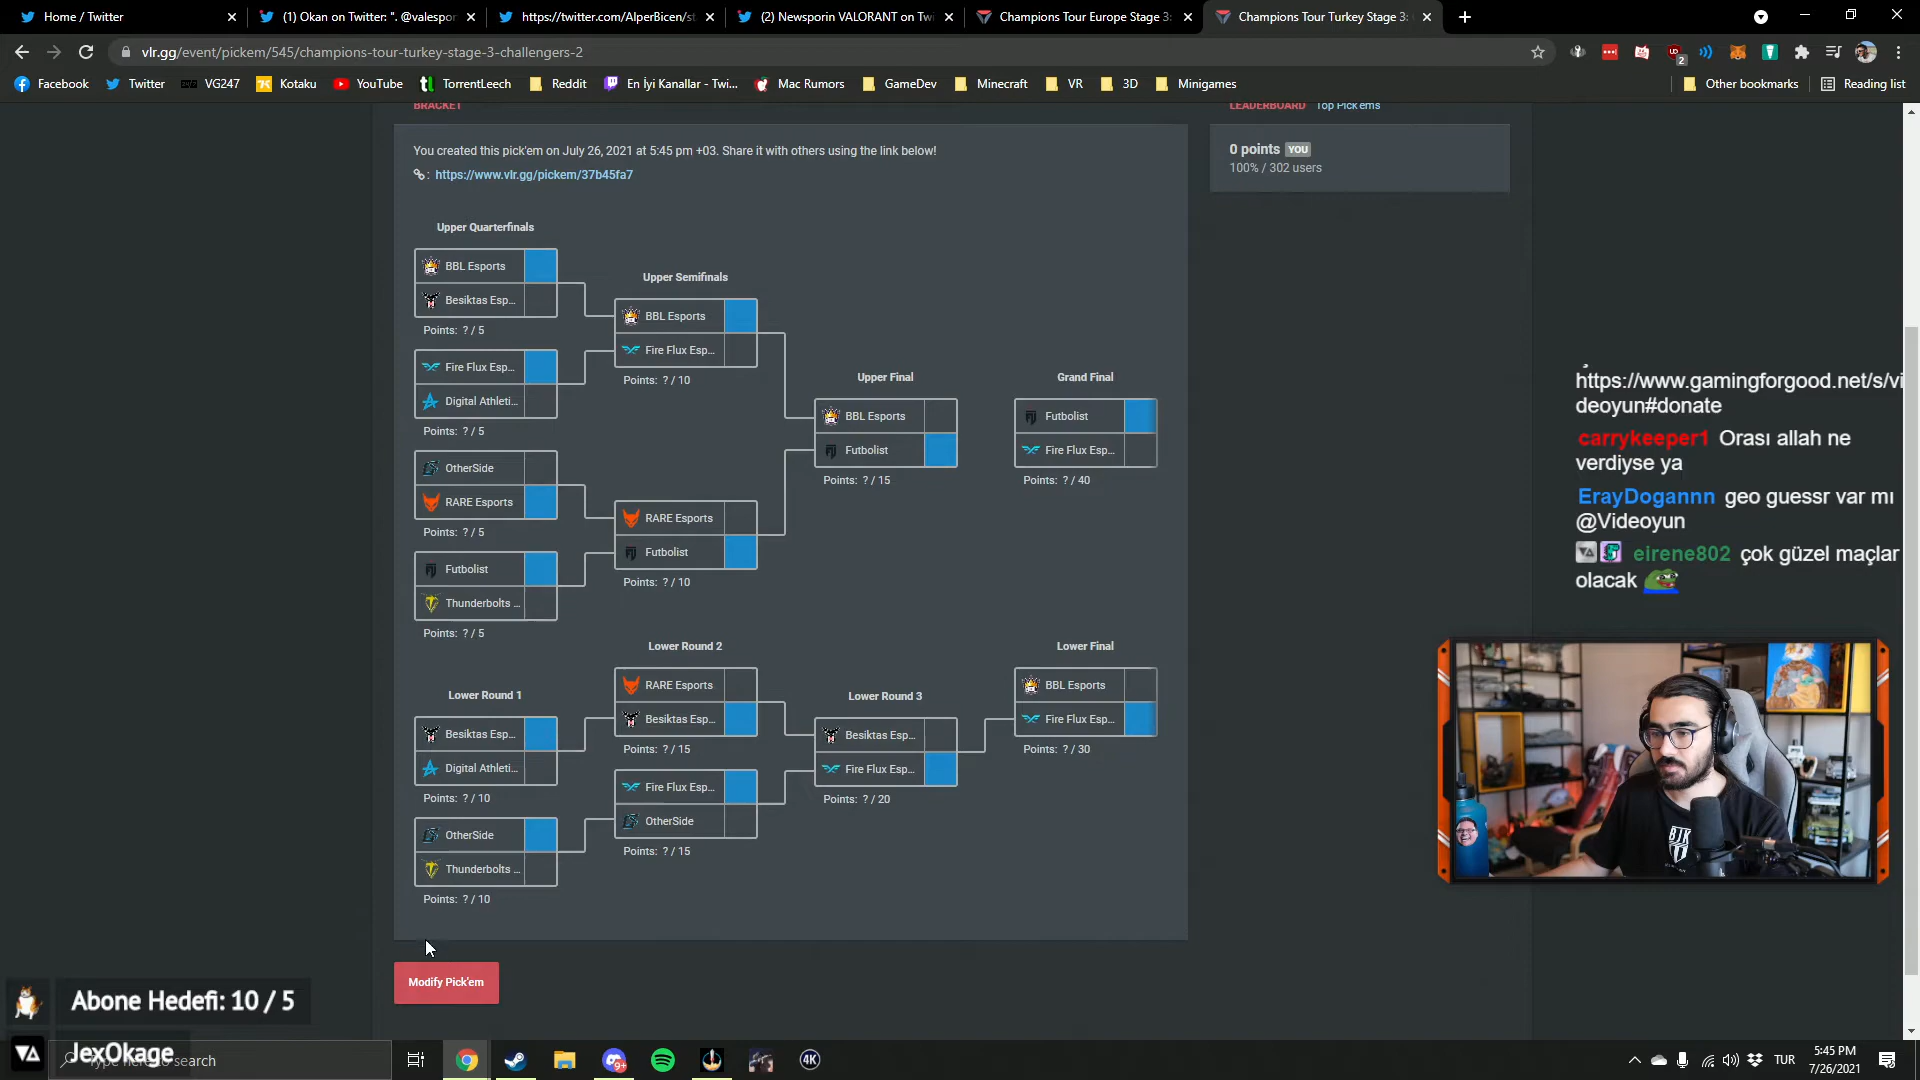 Home / Twitter
(1) Okan on Twitter: ". @valespor
https://twitter.com/AlperBicen/st
(2) Newsporin VALORANT on Twi
Champions Tour Europe Stage 3:
Champions Tour Turkey Stage 3:
vlr.gg/event/pickem/545/champions-tour-turkey-stage-3-challengers-2
2
Facebook
Twitter
VG247
Kotaku
YouTube
TorrentLeech
Reddit
En İyi Kanallar - Twi...
Mac Rumors
GameDev
Minecraft
VR
3D
Minigames
Other bookmarks
Reading list
BRACKET
LEADERBOARD Top Pick'ems
You created this pick'em on July 26, 2021 at 5:45 pm +03. Share it with others using the link below!
: https://www.vlr.gg/pickem/37b45fa7
0 points YOU
100% / 302 users
Upper Quarterfinals
BBL Esports
Besiktas Esp...
Points: ? / 5
Fire Flux Esp...
Digital Athleti...
Points: ? / 5
OtherSide
RARE Esports
Points: ? / 5
Futbolist
Thunderbolts ...
Points: ? / 5
Upper Semifinals
BBL Esports
Fire Flux Esp...
Points: ? / 10
RARE Esports
Futbolist
Points: ? / 10
Upper Final
BBL Esports
Futbolist
Points: ? / 15
Grand Final
Futbolist
Fire Flux Esp...
Points: ? / 40
Lower Round 1
Besiktas Esp...
Digital Athleti...
Points: ? / 10
OtherSide
Thunderbolts ...
Points: ? / 10
Lower Round 2
RARE Esports
Besiktas Esp...
Points: ? / 15
Fire Flux Esp...
OtherSide
Points: ? / 15
Lower Round 3
Besiktas Esp...
Fire Flux Esp...
Points: ? / 20
Lower Final
BBL Esports
Fire Flux Esp...
Points: ? / 30
Modify Pick'em
https://www.gamingforgood.net/s/vi
deoyun#donate
carrykeeper1 Orası allah ne
verdiyse ya
ErayDogannn geo guessr var mı
@Videoyun
eirene802 çok güzel maçlar
olacak
BJK
Abone Hedefi: 10 / 5
JexOkage
Type here to search
9+
4K
TUR
5:45 PM
7/26/2021